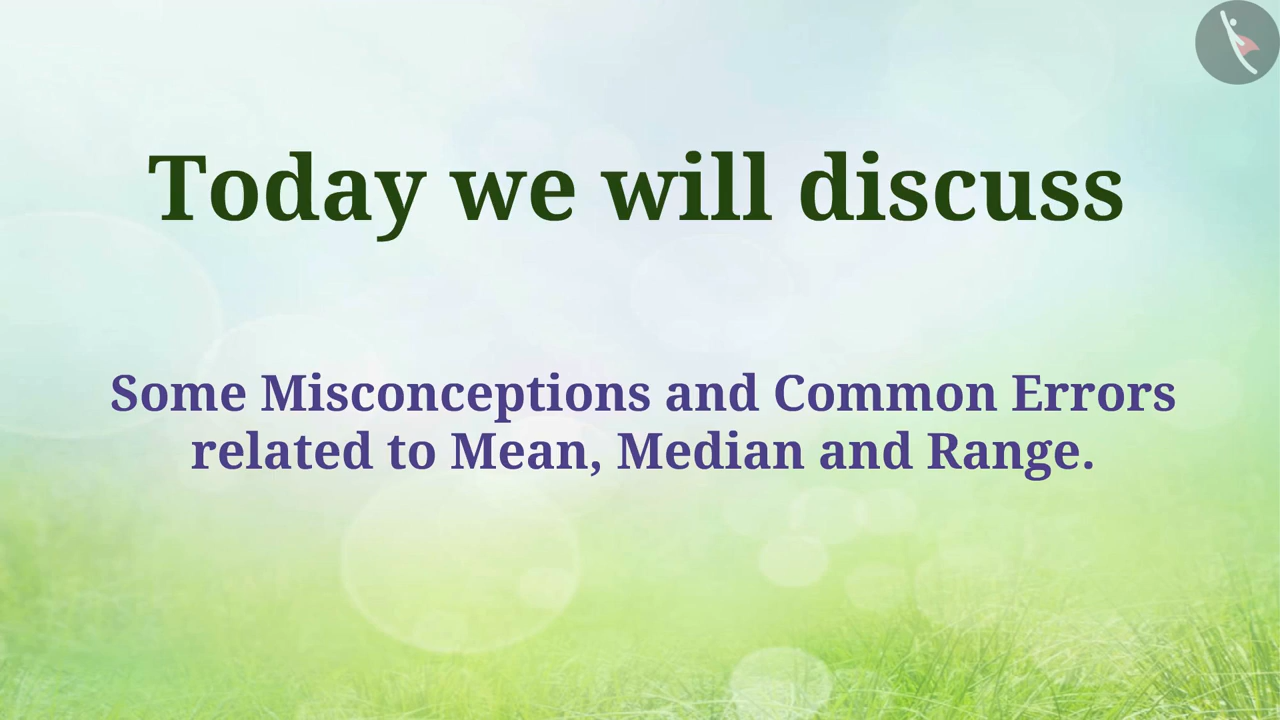 Today we will discuss
Some Misconceptions and Common Errors
related to Mean, Median and Range.